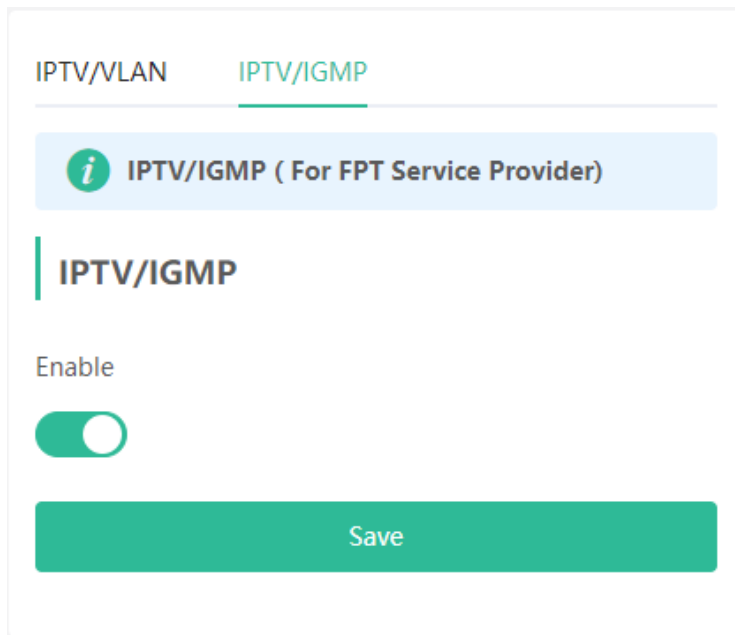 IPTV/VLAN IPTV/IGMP
i IPTV/IGMP ( For FPT Service Provider)
IPTV/IGMP
Enable
Save